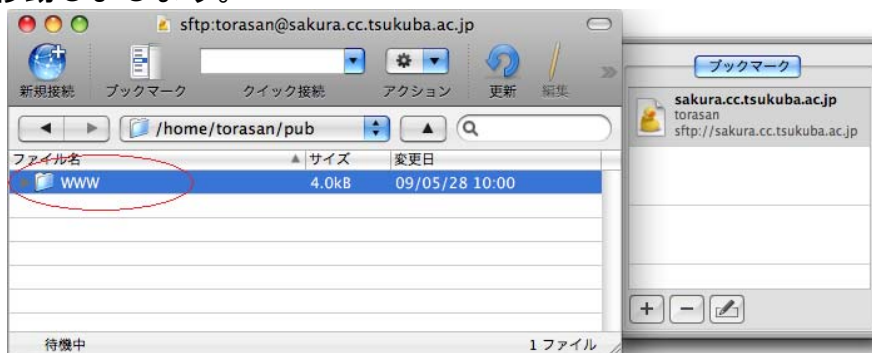 sftp:torasan@sakura.cc.tsukuba.ac.jp
新規接続 ブックマーク クイック接続 アクション 更新 編集
/home/torasan/pub
ファイル名 サイズ 変更日
WWW 4.0kB 09/05/28 10:00
待機中 1 ファイル
ブックマーク
sakura.cc.tsukuba.ac.jp
torasan
sftp://sakura.cc.tsukuba.ac.jp